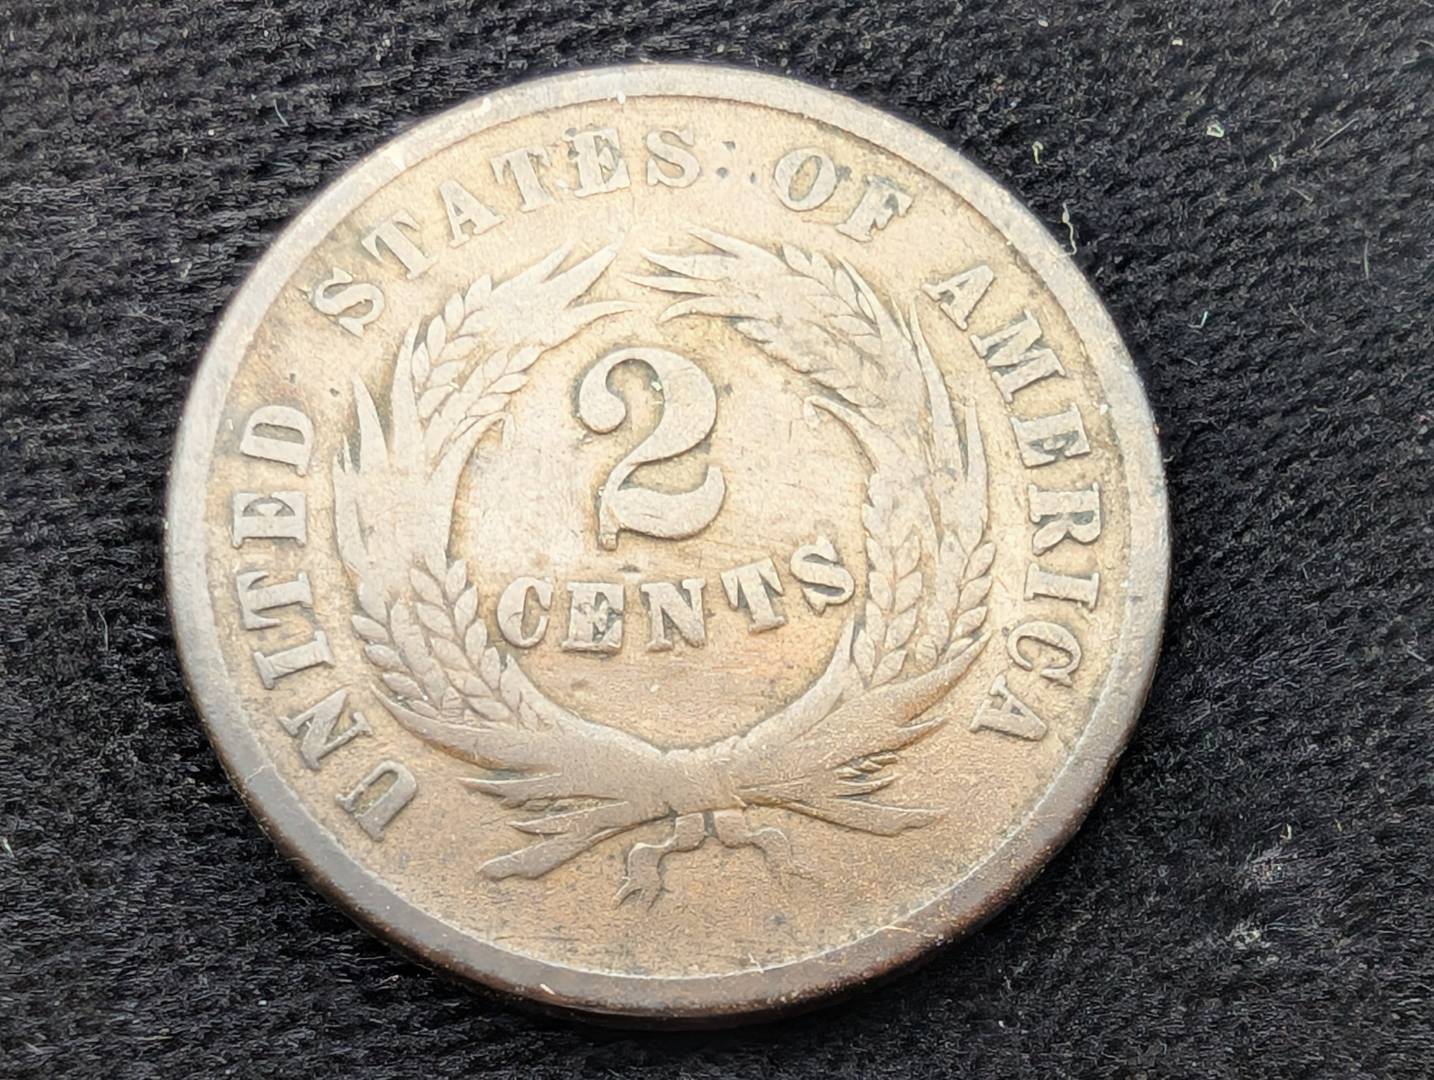 UNITED STATES OF AMERICA
2
CENTS